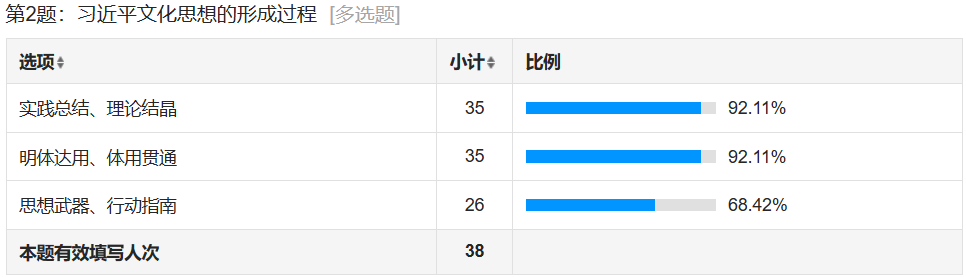 第2题：习近平文化思想的形成过程 [多选题]
选项 小计 比例
实践总结、理论结晶 35 92.11%
明体达用、体用贯通 35 92.11%
思想武器、行动指南 26 68.42%
本题有效填写人次 38